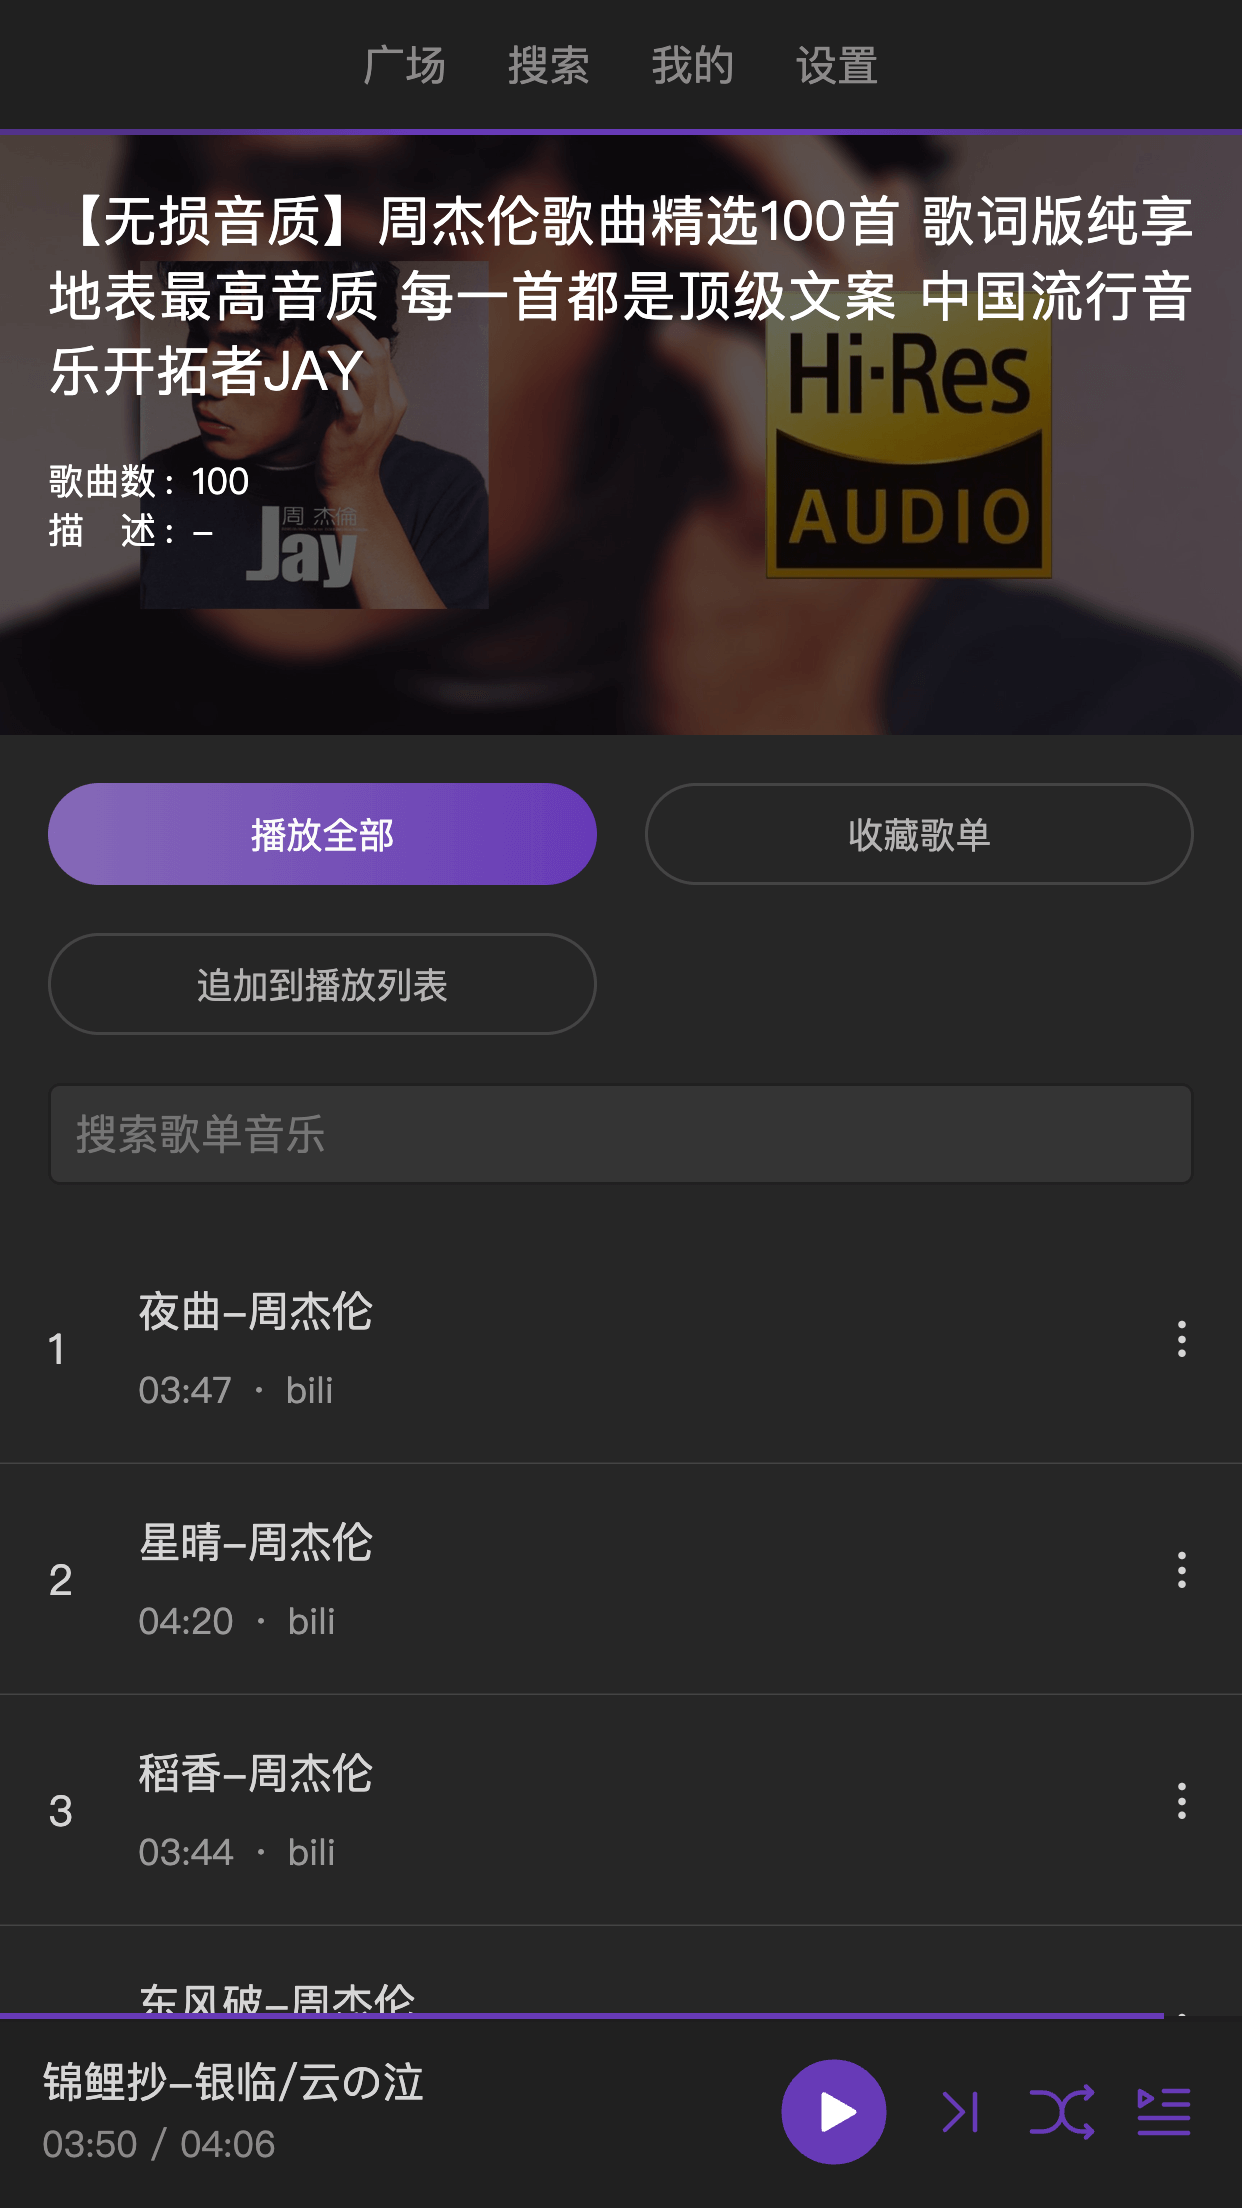 广场 搜索 我的 设置
【无损音质】周杰伦歌曲精选100首 歌词版纯享
地表最高音质 每一首都是顶级文案 中国流行音
乐开拓者JAY
Hi-Res
AUDIO
歌曲数：100
描 述：-
周杰倫
Jay
播放全部 收藏歌单
追加到播放列表
搜索歌单音乐
1
夜曲-周杰伦
03:47 · bili
2
星晴-周杰伦
04:20 · bili
3
稻香-周杰伦
03:44 · bili
东风破-周杰伦
锦鲤抄-银临/云の泣
03:50 / 04:06